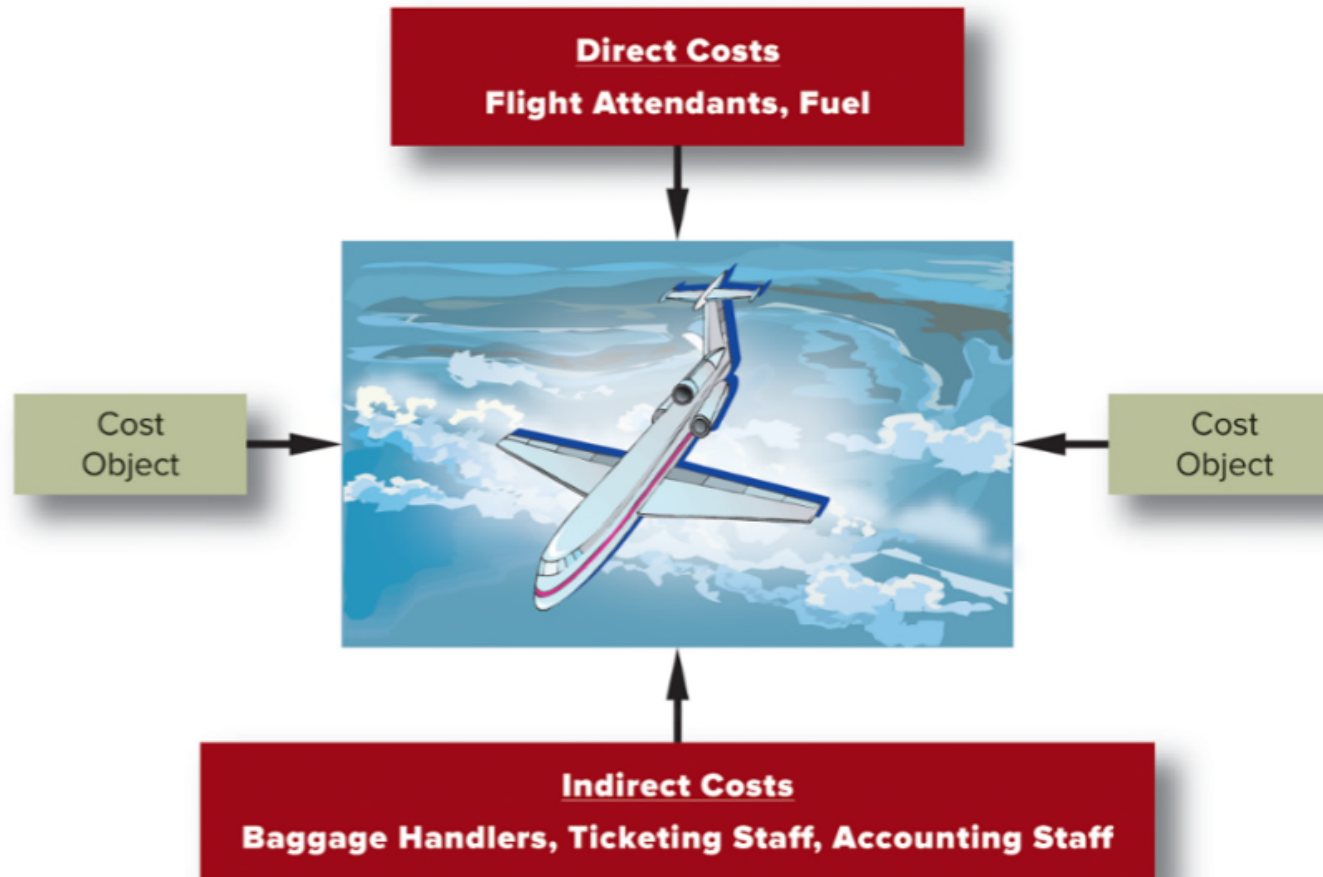 Direct Costs
Flight Attendants, Fuel
Cost
Object
Cost
Object
Indirect Costs
Baggage Handlers, Ticketing Staff, Accounting Staff